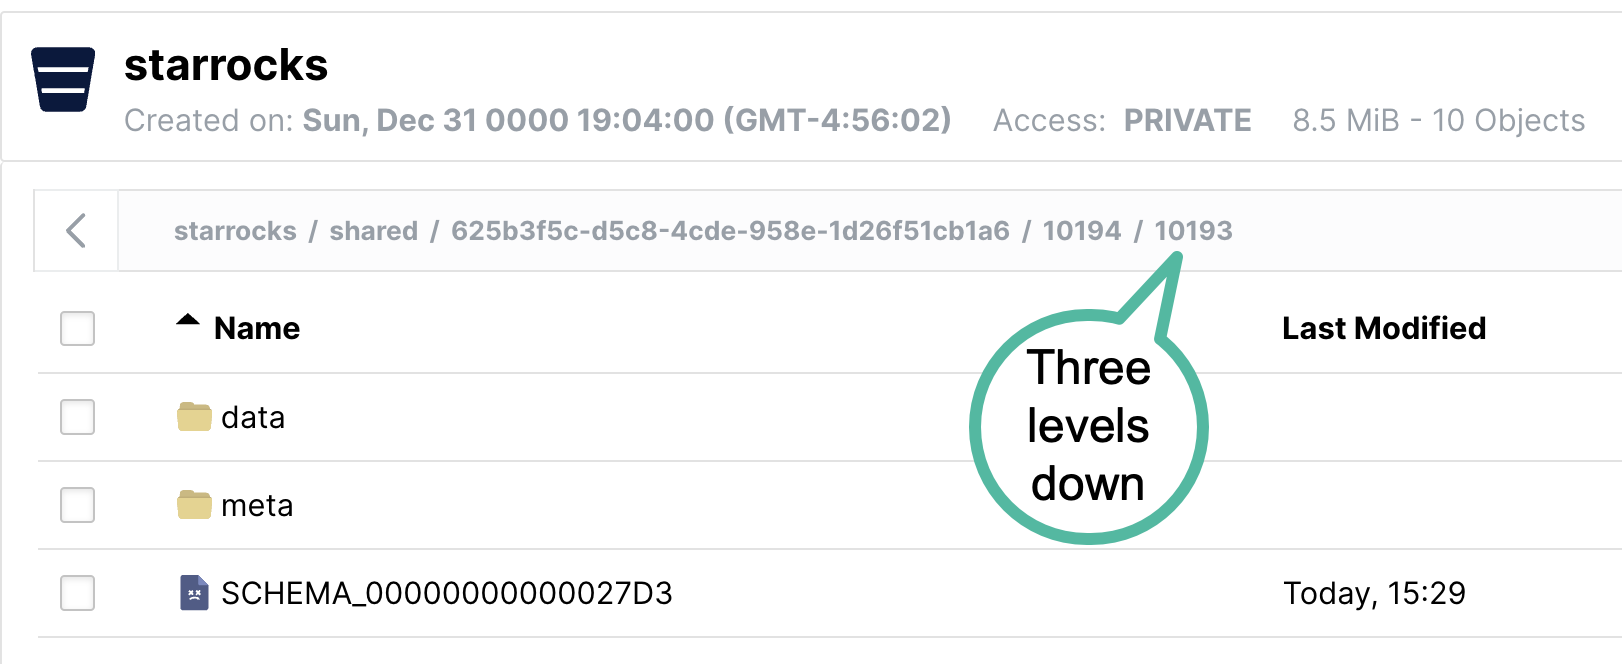 starrocks
Created on: Sun, Dec 31 0000 19:04:00 (GMT-4:56:02) Access: PRIVATE 8.5 MiB - 10 Objects
starrocks / shared / 625b3f5c-d5c8-4cde-958e-1d26f51cb1a6 / 10194 / 10193
Name Last Modified
Three
levels
down
data
meta
SCHEMA_00000000000027D3 Today, 15:29